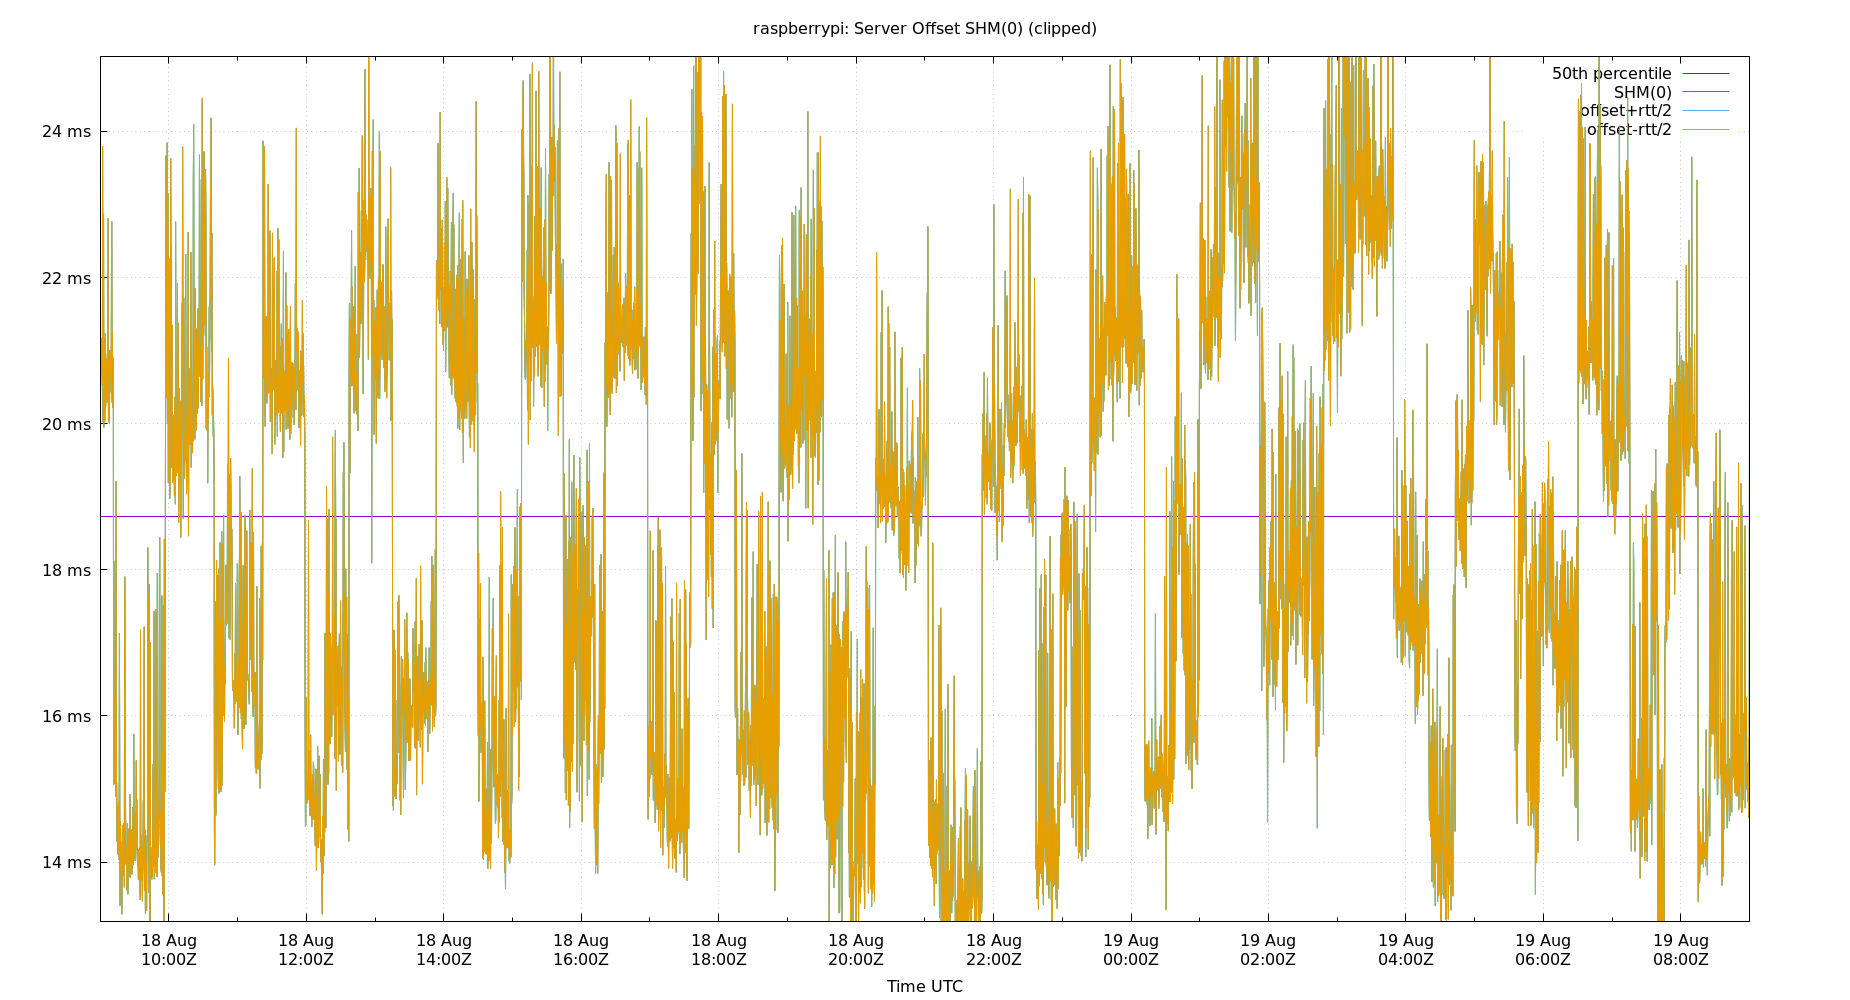 raspberrypi: Server Offset SHM(0) (clipped)
50th percentile
SHM(0)
offset+rtt/2
offset-rtt/2
24 ms
22 ms
20 ms
18 ms
16 ms
14 ms
18 Aug 18 Aug 18 Aug 18 Aug 18 Aug 18 Aug 18 Aug 19 Aug 19 Aug 19 Aug 19 Aug 19 Aug
10:00Z 12:00Z 14:00Z 16:00Z 18:00Z 20:00Z 22:00Z 00:00Z 02:00Z 04:00Z 06:00Z 08:00Z
Time UTC